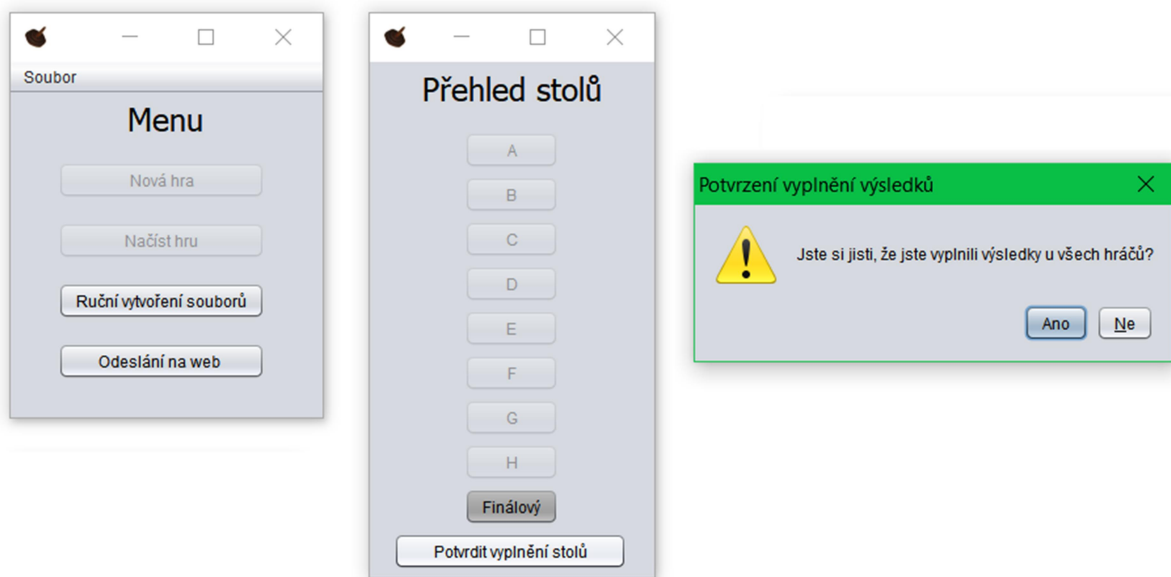 Soubor
Menu
Nová hra
Načíst hru
Ruční vytvoření souborů
Odeslání na web
Přehled stolů
A
B
C
D
E
F
G
H
Finálový
Potvrdit vyplnění stolů
Potvrzení vyplnění výsledků
Jste si jisti, že jste vyplnili výsledky u všech hráčů?
Ano
Ne